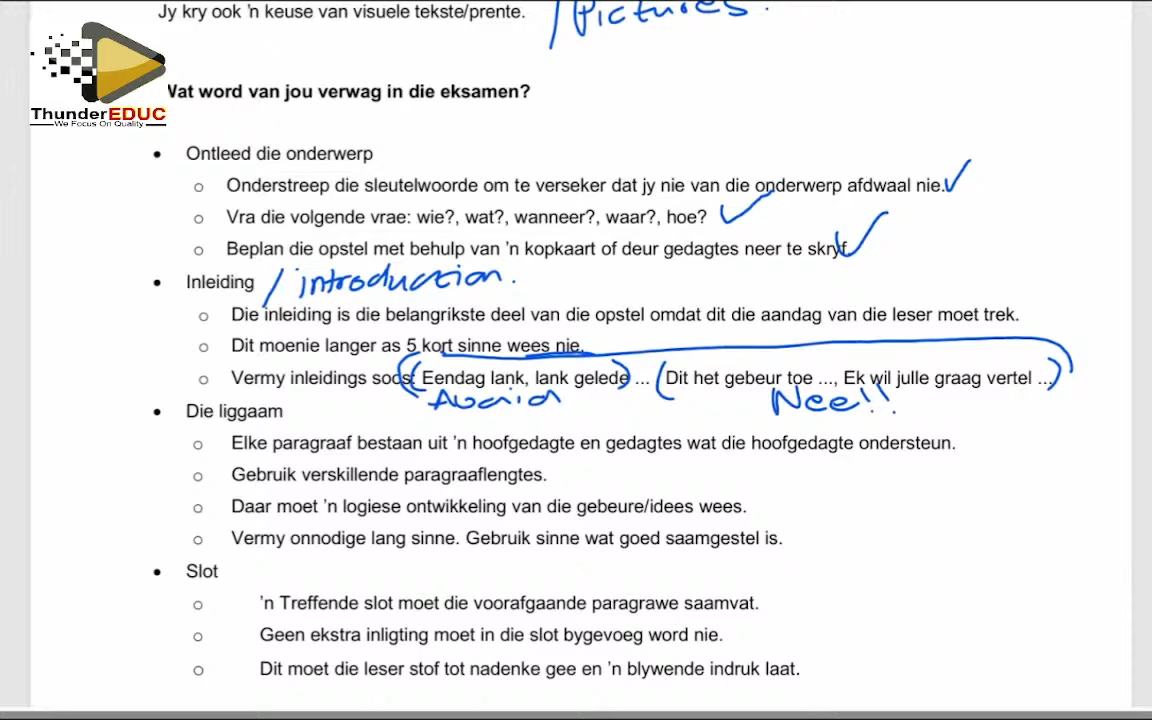 Jy kry ook 'n keuse van visuele tekste/prente. /Pictures.
ThunderEDUC
We Focus On Quality
Wat word van jou verwag in die eksamen?
• Ontleed die onderwerp
o Onderstreep die sleutelwoorde om te verseker dat jy nie van die onderwerp afdwaal nie. ✓
o Vra die volgende vrae: wie?, wat?, wanneer?, waar?, hoe? ✓
o Beplan die opstel met behulp van 'n kopkaart of deur gedagtes neer te skryf. ✓
• Inleiding /introduction.
o Die inleiding is die belangrikste deel van die opstel omdat dit die aandag van die leser moet trek.
o Dit moenie langer as 5 kort sinne wees nie.
o Vermy inleidings soos: (Eendag lank, lank gelede) ... (Dit het gebeur toe ..., Ek wil julle graag vertel ...)
Avoid Nee!!
• Die liggaam
o Elke paragraaf bestaan uit 'n hoofgedagte en gedagtes wat die hoofgedagte ondersteun.
o Gebruik verskillende paragraaflengtes.
o Daar moet 'n logiese ontwikkeling van die gebeure/idees wees.
o Vermy onnodige lang sinne. Gebruik sinne wat goed saamgestel is.
• Slot
o 'n Treffende slot moet die voorafgaande paragrawe saamvat.
o Geen ekstra inligting moet in die slot bygevoeg word nie.
o Dit moet die leser stof tot nadenke gee en 'n blywende indruk laat.